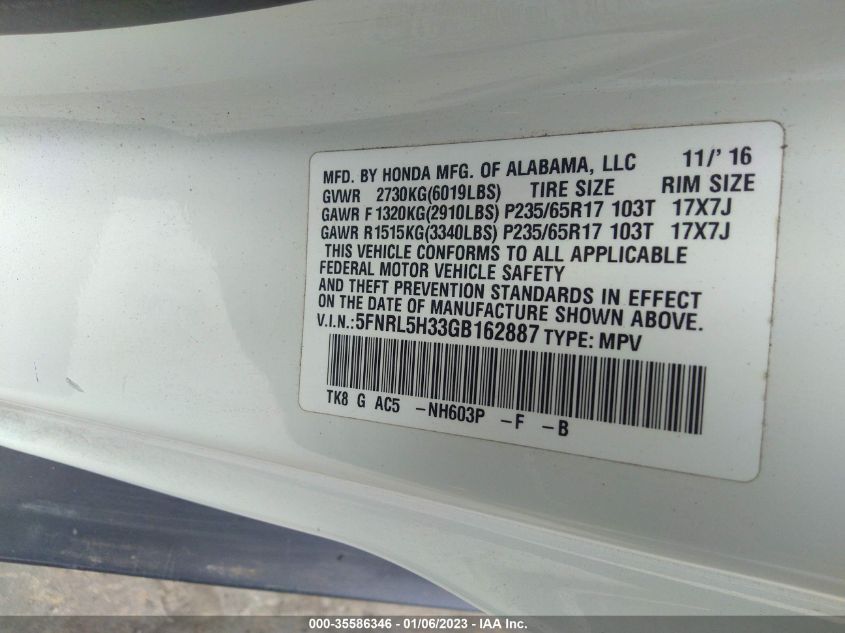 MFD. BY HONDA MFG. OF ALABAMA, LLC 11/' 16
GVWR 2730KG(6019LBS) TIRE SIZE RIM SIZE
GAWR F 1320KG(2910LBS) P235/65R17 103T 17X7J
GAWR R1515KG(3340LBS) P235/65R17 103T 17X7J
THIS VEHICLE CONFORMS TO ALL APPLICABLE
FEDERAL MOTOR VEHICLE SAFETY
AND THEFT PREVENTION STANDARDS IN EFFECT
ON THE DATE OF MANUFACTURE SHOWN ABOVE.
V.I.N.:5FNRL5H33GB162887 TYPE: MPV
TK8 G AC5 -NH603P -F -B
000-35586346 - 01/06/2023 - IAA Inc.